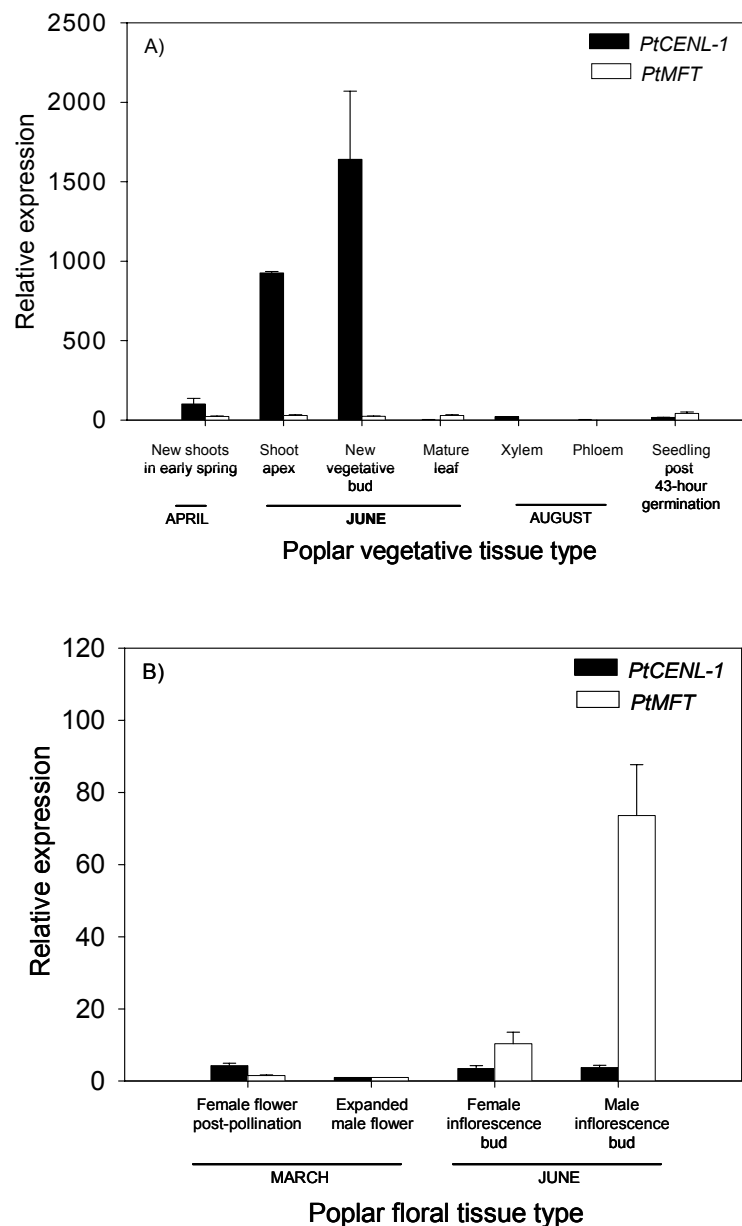 A)
PtCENL-1
PtMFT
Relative expression
2500
2000
1500
1000
500
0
New shoots
in early spring
Shoot
apex
New
vegetative
bud
Mature
leaf
Xylem
Phloem
Seedling
post
43-hour
germination
APRIL
JUNE
AUGUST
Poplar vegetative tissue type
B)
PtCENL-1
PtMFT
Relative expression
120
100
80
60
40
20
0
Female flower
post-pollination
Expanded
male flower
Female
inflorescence
bud
Male
inflorescence
bud
MARCH
JUNE
Poplar floral tissue type